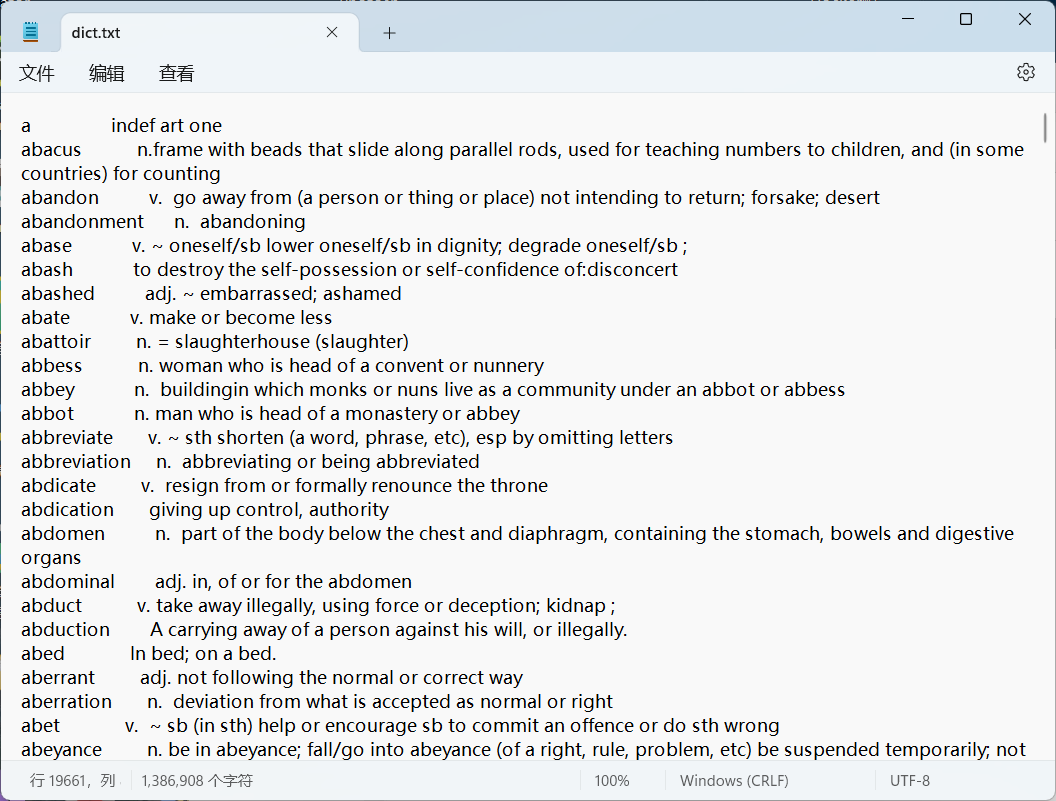 dict.txt
文件 编辑 查看
a indef art one
abacus n.frame with beads that slide along parallel rods, used for teaching numbers to children, and (in some
countries) for counting
abandon v. go away from (a person or thing or place) not intending to return; forsake; desert
abandonment n. abandoning
abase v. ~ oneself/sb lower oneself/sb in dignity; degrade oneself/sb ;
abash to destroy the self-possession or self-confidence of:disconcert
abashed adj. ~ embarrassed; ashamed
abate v. make or become less
abattoir n. = slaughterhouse (slaughter)
abbess n. woman who is head of a convent or nunnery
abbey n. buildingin which monks or nuns live as a community under an abbot or abbess
abbot n. man who is head of a monastery or abbey
abbreviate v. ~ sth shorten (a word, phrase, etc), esp by omitting letters
abbreviation n. abbreviating or being abbreviated
abdicate v. resign from or formally renounce the throne
abdication giving up control, authority
abdomen n. part of the body below the chest and diaphragm, containing the stomach, bowels and digestive
organs
abdominal adj. in, of or for the abdomen
abduct v. take away illegally, using force or deception; kidnap ;
abduction A carrying away of a person against his will, or illegally.
abed In bed; on a bed.
aberrant adj. not following the normal or correct way
aberration n. deviation from what is accepted as normal or right
abet v. ~ sb (in sth) help or encourage sb to commit an offence or do sth wrong
abeyance n. be in abeyance; fall/go into abeyance (of a right, rule, problem, etc) be suspended temporarily; not
行 19661，列 1,386,908 个字符 100% Windows (CRLF) UTF-8